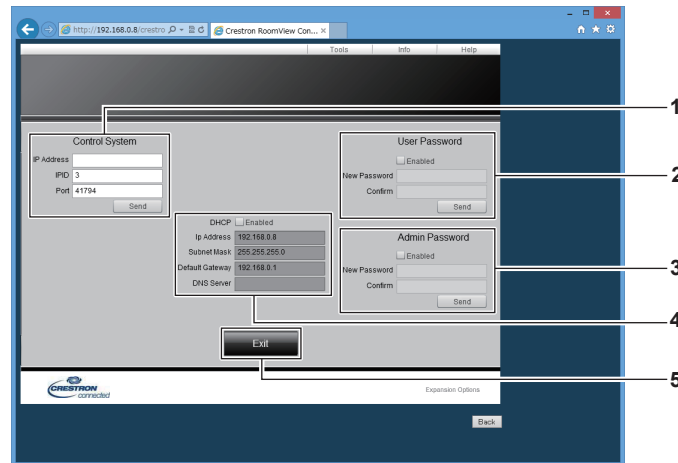 http://192.168.0.8/crestro
Crestron RoomView Con...
Tools Info Help
1
Control System
IP Address
IPID 3
Port 41794
Send
User Password
Enabled
New Password
Confirm
Send
2
DHCP Enabled
Ip Address 192.168.0.8
Subnet Mask 255.255.255.0
Default Gateway 192.168.0.1
DNS Server
Admin Password
Enabled
New Password
Confirm
Send
3
4
Exit
5
CRESTRON
connected
Expansion Options
Back